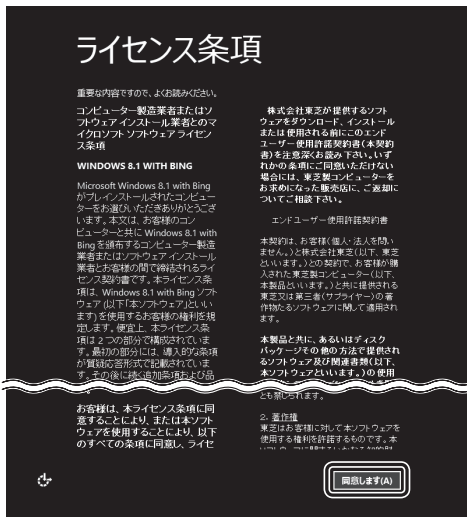 ライセンス条項
重要な内容ですので、よくお読みください。
コンピューター製造業者またはソ
フトウェア インストール業者とのマ
イクロソフト ソフトウェア ライセン
ス条項
WINDOWS 8.1 WITH BING
Microsoft Windows 8.1 with Bing
がプレインストールされたコンピュー
ターをお選びいただきありがとうござ
います。本文は、お客様のコン
ピューターと共に Windows 8.1 with
Bing を頒布するコンピューター製造
業者またはソフトウェア インストール
業者とお客様の間で締結されるライ
センス契約書です。本ライセンス条
項は、Windows 8.1 with Bing ソフト
ウェア (以下「本ソフトウェア」といい
ます) を使用するお客様の権利を規
定します。便宜上、本ライセンス条
項は 2 つの部分で構成されていま
す。最初の部分には、導入的な条項
が質疑応答形式で記載されていま
す。その後に続く追加条項および品
お客様は、本ライセンス条項に同
意することにより、または本ソフト
ウェアを使用することにより、以下
のすべての条項に同意し、ライセ
株式会社東芝が提供するソフト
ウェアをダウンロード、インストール
または 使用される前にこのエンド
ユーザー使用許諾契約書(本契約
書)を注意深くお読み下さい。いず
れかの 条項にご同意いただけない
場合には、東芝製コンピューターを
お求めになった販売店に、ご返却に
ついてご相談下さい。
エンドユーザー使用許諾契約書
本契約は、お客様(個人・法人を問い
ません。)と株式会社東芝(以下、東芝
といいます。)との契約で、お客様が購
入された東芝製コンピューター(以下、
本製品といいます。)と共に提供される
東芝又は第三者(サプライヤー)の著
作物たるソフトウェアに関して適用され
ます。
本製品と共に、あるいはディスク
パッケージその他の方法で提供され
るソフトウェア及び関連書類(以下、
本ソフトウェアといいます。)の使用
とも禁じられます。
2. 著作権
東芝はお客様に対して本ソフトウェアを
使用する権利を許諾するものです。本
同意します(A)